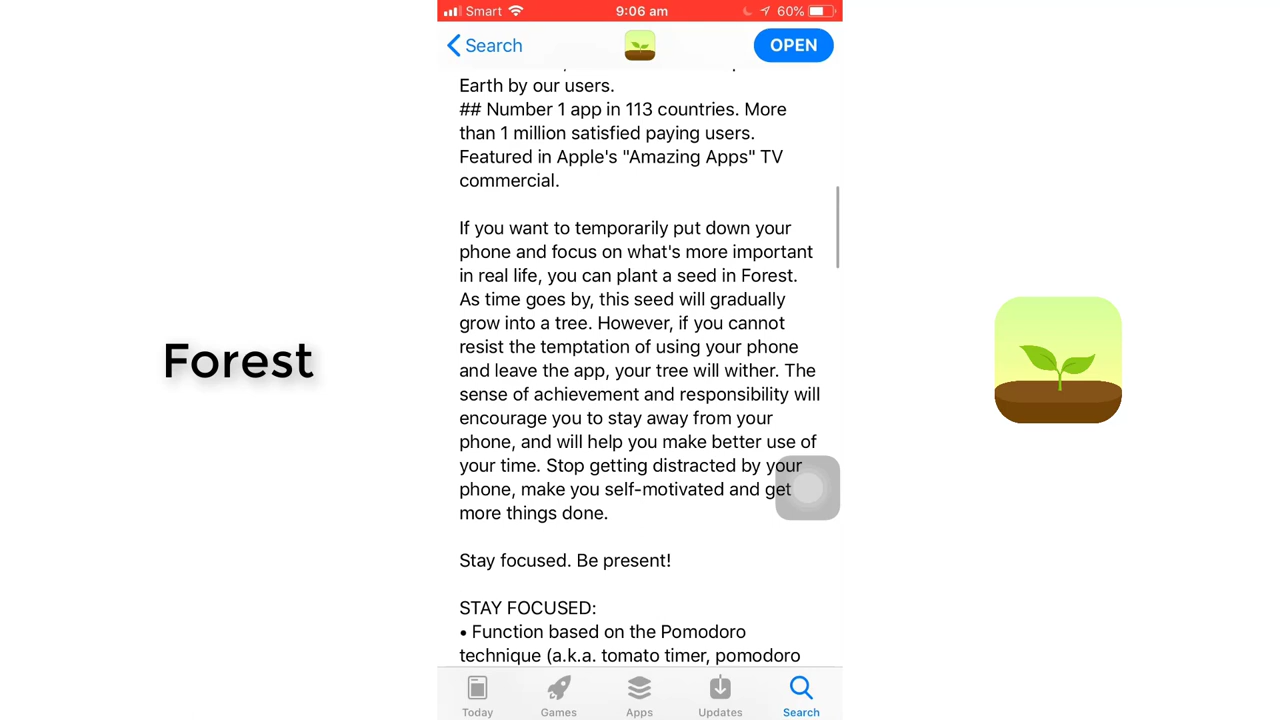 Smart 9:06 am 60%
Search OPEN
Earth by our users.
## Number 1 app in 113 countries. More
than 1 million satisfied paying users.
Featured in Apple's "Amazing Apps" TV
commercial.
If you want to temporarily put down your
phone and focus on what's more important
in real life, you can plant a seed in Forest.
As time goes by, this seed will gradually
grow into a tree. However, if you cannot
resist the temptation of using your phone
and leave the app, your tree will wither. The
sense of achievement and responsibility will
encourage you to stay away from your
phone, and will help you make better use of
your time. Stop getting distracted by your
phone, make you self-motivated and get
more things done.
Stay focused. Be present!
STAY FOCUSED:
• Function based on the Pomodoro
technique (a.k.a. tomato timer, pomodoro
Today Games Apps Updates Search
Forest